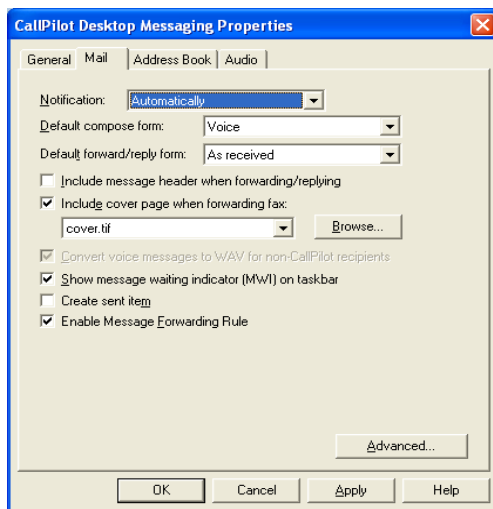 CallPilot Desktop Messaging Properties
General Mail Address Book Audio
Notification: Automatically
Default compose form: Voice
Default forward/reply form: As received
Include message header when forwarding/replying
Include cover page when forwarding fax:
cover.tif Browse...
Convert voice messages to WAV for non-CallPilot recipients
Show message waiting indicator (MWI) on taskbar
Create sent item
Enable Message Forwarding Rule
Advanced...
OK Cancel Apply Help